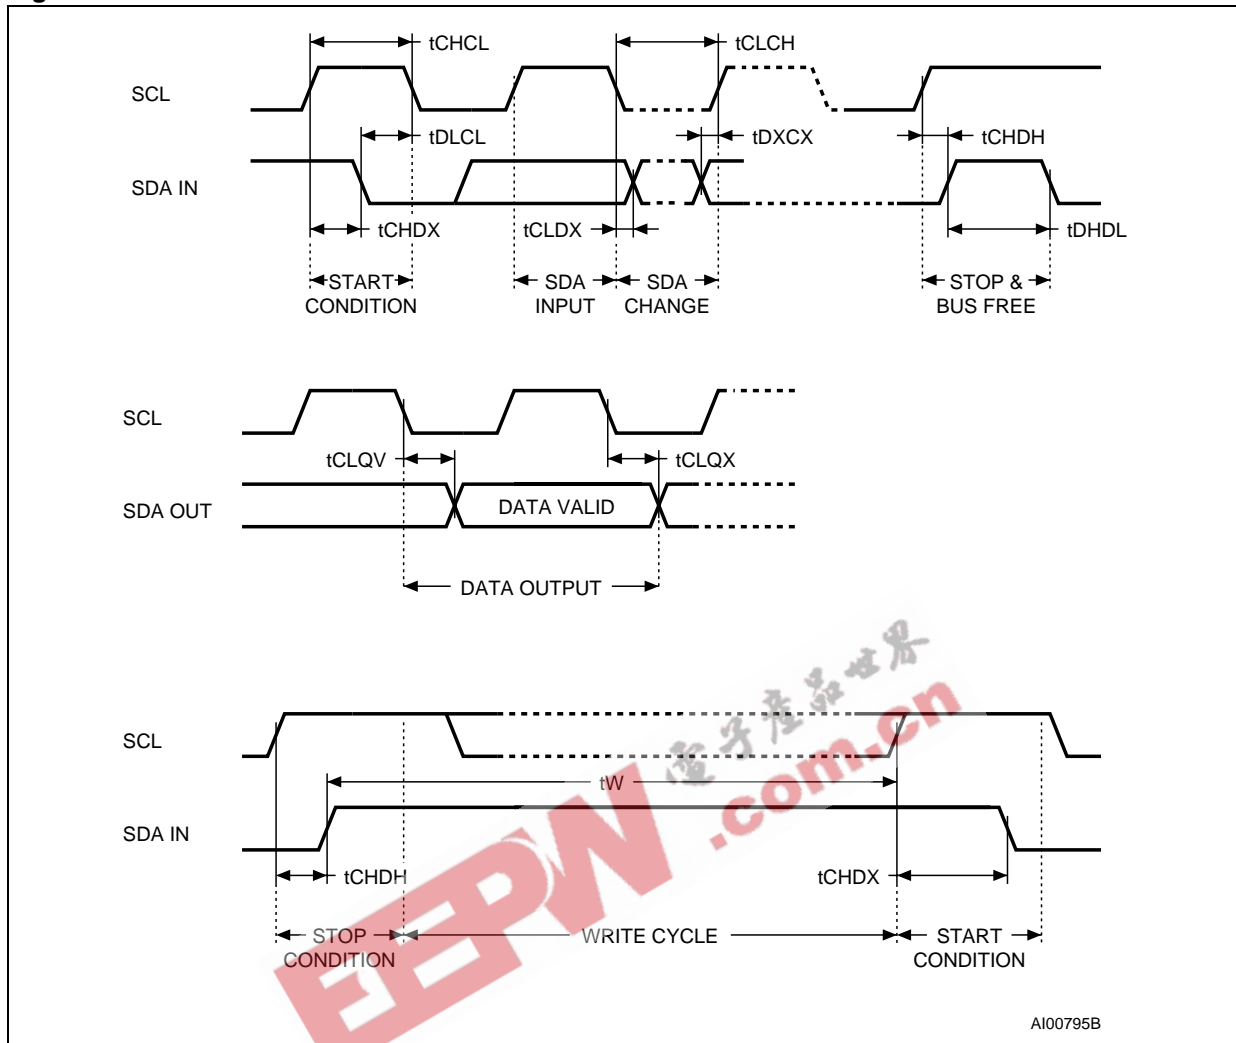 tCHCL
tCLCH
SCL
tDLCL
tDXCX
tCHDH
SDA IN
tCHDX
tCLDX
tDHDL
START
CONDITION
SDA
INPUT
SDA
CHANGE
STOP &
BUS FREE
SCL
tCLQV
tCLQX
SDA OUT
DATA VALID
DATA OUTPUT
SCL
tW
SDA IN
tCHDH
tCHDX
STOP
CONDITION
WRITE CYCLE
START
CONDITION
EEPW
電子產品世界
.com.cn
AI00795B